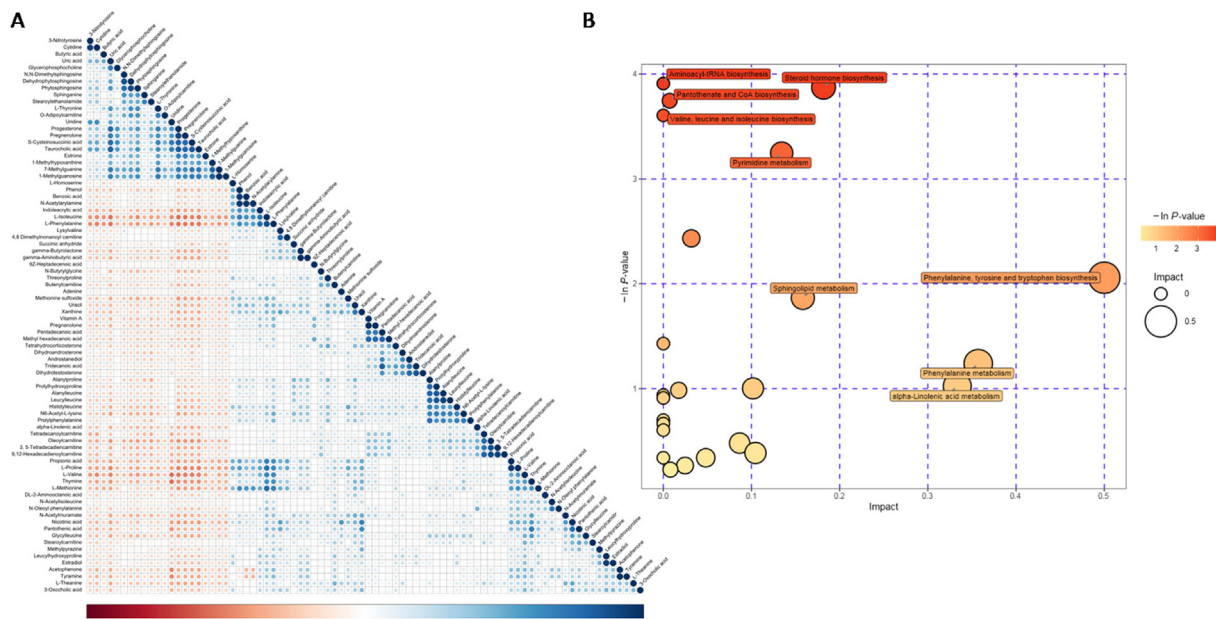 A
3-Nitrotyrosine
Cytidine
Butyric acid
Uric acid
Glycerophosphocholine
N,N-Dimethylsphingosine
Dehydrophytosphingosine
Phytosphingosine
Sphinganine
Stearoylethanolamide
L-Thyronine
O-Adipoylcarnitine
Uridine
Progesterone
Pregnenolone
S-Cysteinosuccinic acid
Taurocholic acid
Estrone
1-Methylhypoxanthine
7-Methylguanine
1-Methylguanosine
L-Homoserine
Phenol
Benzoic acid
N-Acetylarylamine
Indoleacrylic acid
L-Isoleucine
L-Phenylalanine
Lysylvaline
4,8 Dimethylnonanoyl carnitine
Succinic anhydride
gamma-Butyrolactone
gamma-Aminobutyric acid
9Z-Heptadecenoic acid
N-Butyrylglycine
Threonylproline
Butenylcarnitine
Adenine
Methionine sulfoxide
Uracil
Xanthine
Vitamin A
Pregnanolone
Pentadecanoic acid
Methyl hexadecanoic acid
Tetrahydrocorticosterone
Dihydroandrosterone
Androstanediol
Tridecanoic acid
Dihydrotestosterone
Alanylproline
Prolylhydroxyproline
Alanylleucine
Leucylleucine
Histidylleucine
N6-Acetyl-L-lysine
Prolylphenylalanine
alpha-Linolenic acid
Tetradecanoylcarnitine
Oleoylcarnitine
3, 5-Tetradecadiencarnitine
9,12-Hexadecadienoylcarnitine
Propionic acid
L-Proline
L-Valine
Thymine
L-Methionine
DL-2-Aminooctanoic acid
N-Acetylisoleucine
N-Oleoyl phenylalanine
N-Acetylmuramate
Nicotinic acid
Pantothenic acid
Glycylleucine
Stearoylcarnitine
Methylpyrazine
Leucylhydroxyproline
Estradiol
Acetophenone
Tyramine
L-Theanine
3-Oxocholic acid
B
Aminoacyl-tRNA biosynthesis
Steroid hormone biosynthesis
Pantothenate and CoA biosynthesis
Valine, leucine and isoleucine biosynthesis
Pyrimidine metabolism
Phenylalanine, tyrosine and tryptophan biosynthesis
Sphingolipid metabolism
Phenylalanine metabolism
alpha-Linolenic acid metabolism
4
3
2
1
− ln P-value
0.0
0.1
0.2
0.3
0.4
0.5
Impact
− ln P-value
1 2 3
Impact
0
0.5